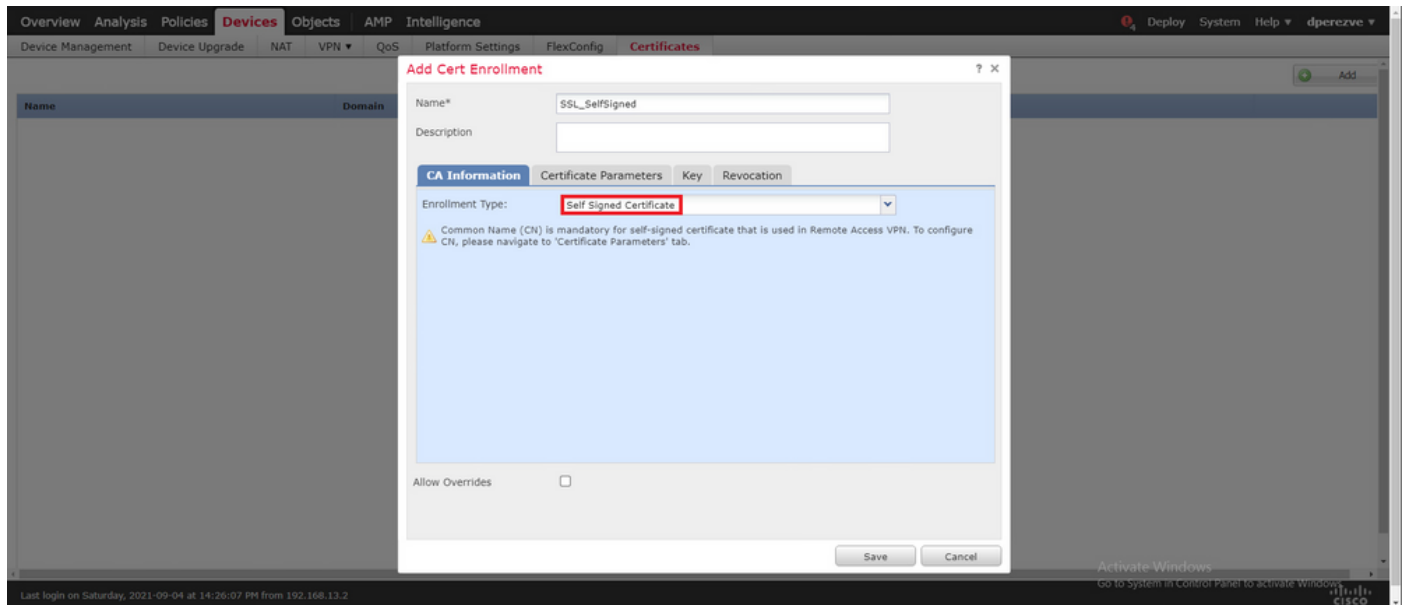 Overview Analysis Policies Devices Objects AMP Intelligence 4 Deploy System Help dperezve
Device Management Device Upgrade NAT VPN QoS Platform Settings FlexConfig Certificates
Add Cert Enrollment ? ×
Add
Name Domain
Name* SSL_SelfSigned
Description
CA Information Certificate Parameters Key Revocation
Enrollment Type: Self Signed Certificate
Common Name (CN) is mandatory for self-signed certificate that is used in Remote Access VPN. To configure
CN, please navigate to 'Certificate Parameters' tab.
Allow Overrides
Save Cancel
Activate Windows
Go to System in Control Panel to activate Windows.
Last login on Saturday, 2021-09-04 at 14:26:07 PM from 192.168.13.2
CISCO